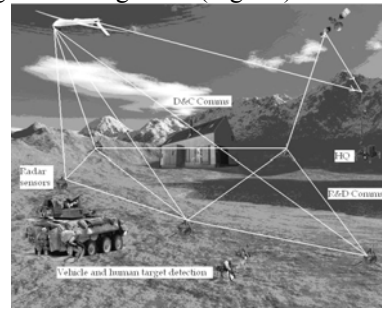 D&C Comms
HQ
Radar
sensors
Comms
Vehicle and human target detection